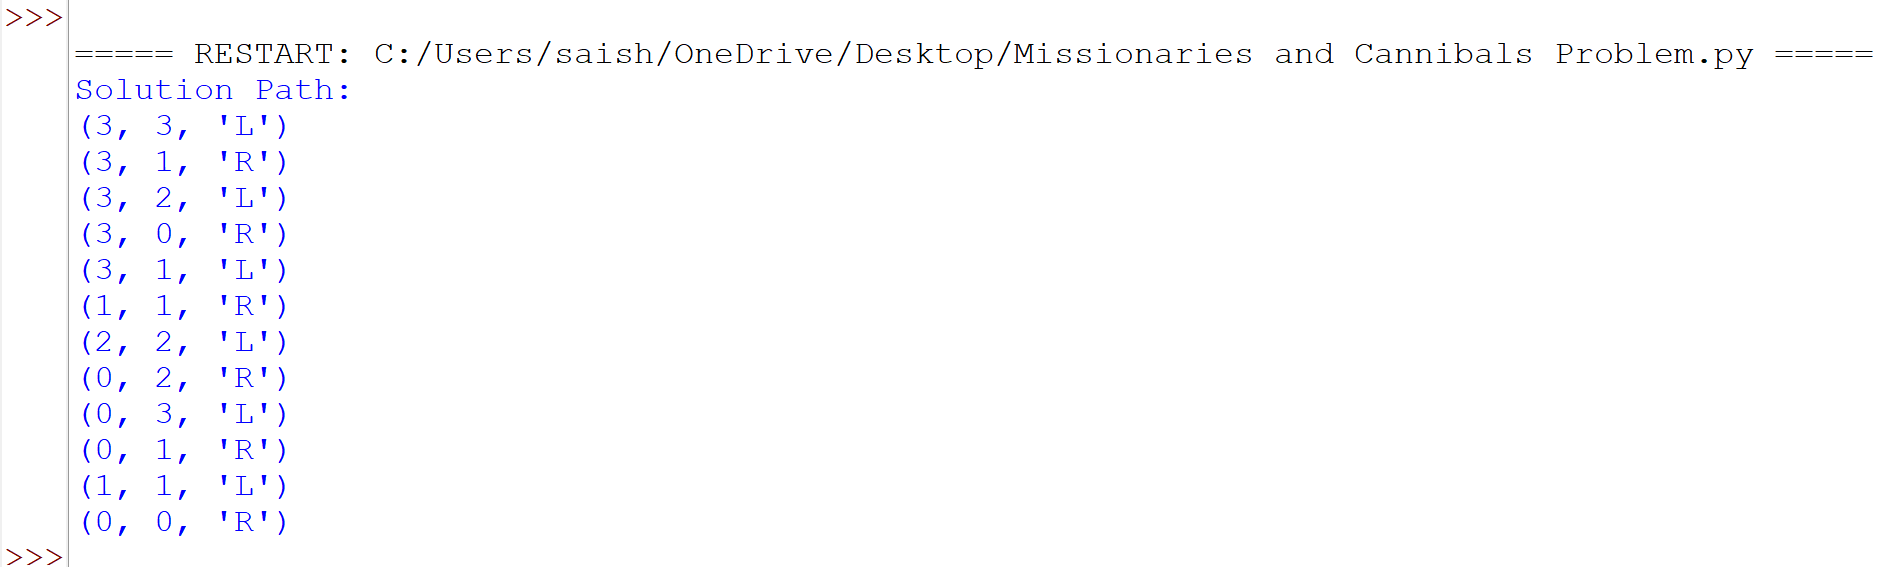 >>>
===== RESTART: C:/Users/saish/OneDrive/Desktop/Missionaries and Cannibals Problem.py =====
Solution Path:
(3, 3, 'L')
(3, 1, 'R')
(3, 2, 'L')
(3, 0, 'R')
(3, 1, 'L')
(1, 1, 'R')
(2, 2, 'L')
(0, 2, 'R')
(0, 3, 'L')
(0, 1, 'R')
(1, 1, 'L')
(0, 0, 'R')
>>>